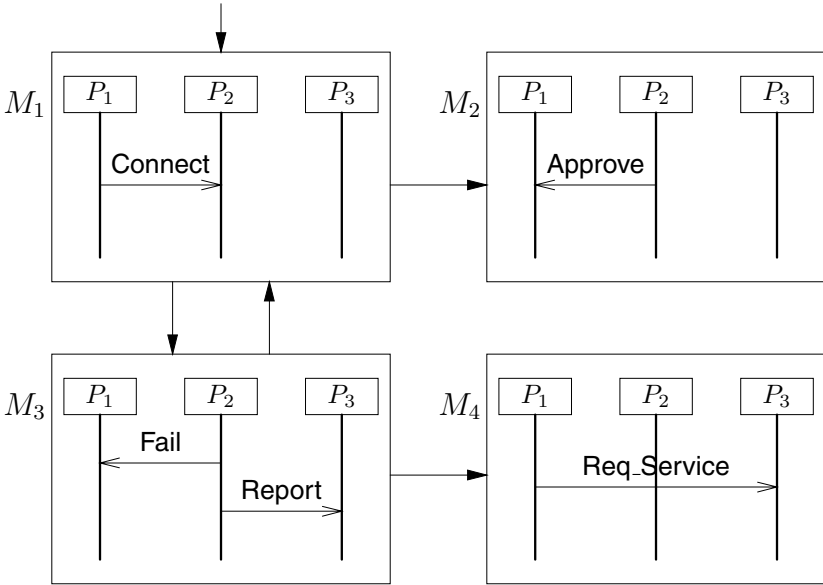 M₁ P₁ P₂ P₃
Connect
M₂ P₁ P₂ P₃
Approve
M₃ P₁ P₂ P₃
Fail
Report
M₄ P₁ P₂ P₃
Req_Service